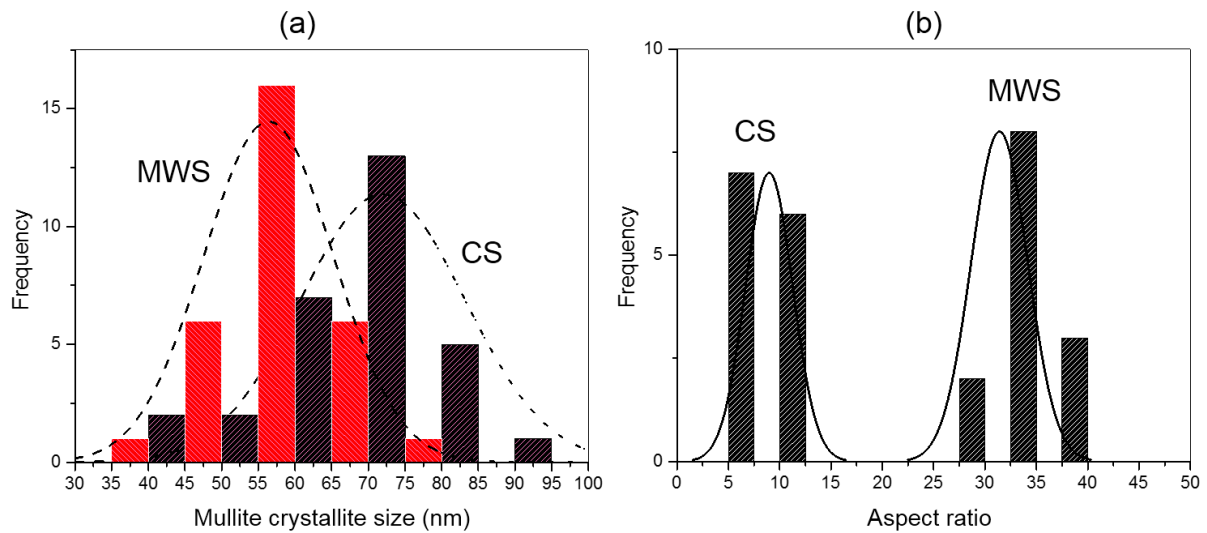 (a)
MWS
CS
Frequency
0
5
10
15
30 35 40 45 50 55 60 65 70 75 80 85 90 95 100
Mullite crystallite size (nm)
(b)
CS
MWS
Frequency
0
5
10
0 5 10 15 20 25 30 35 40 45 50
Aspect ratio